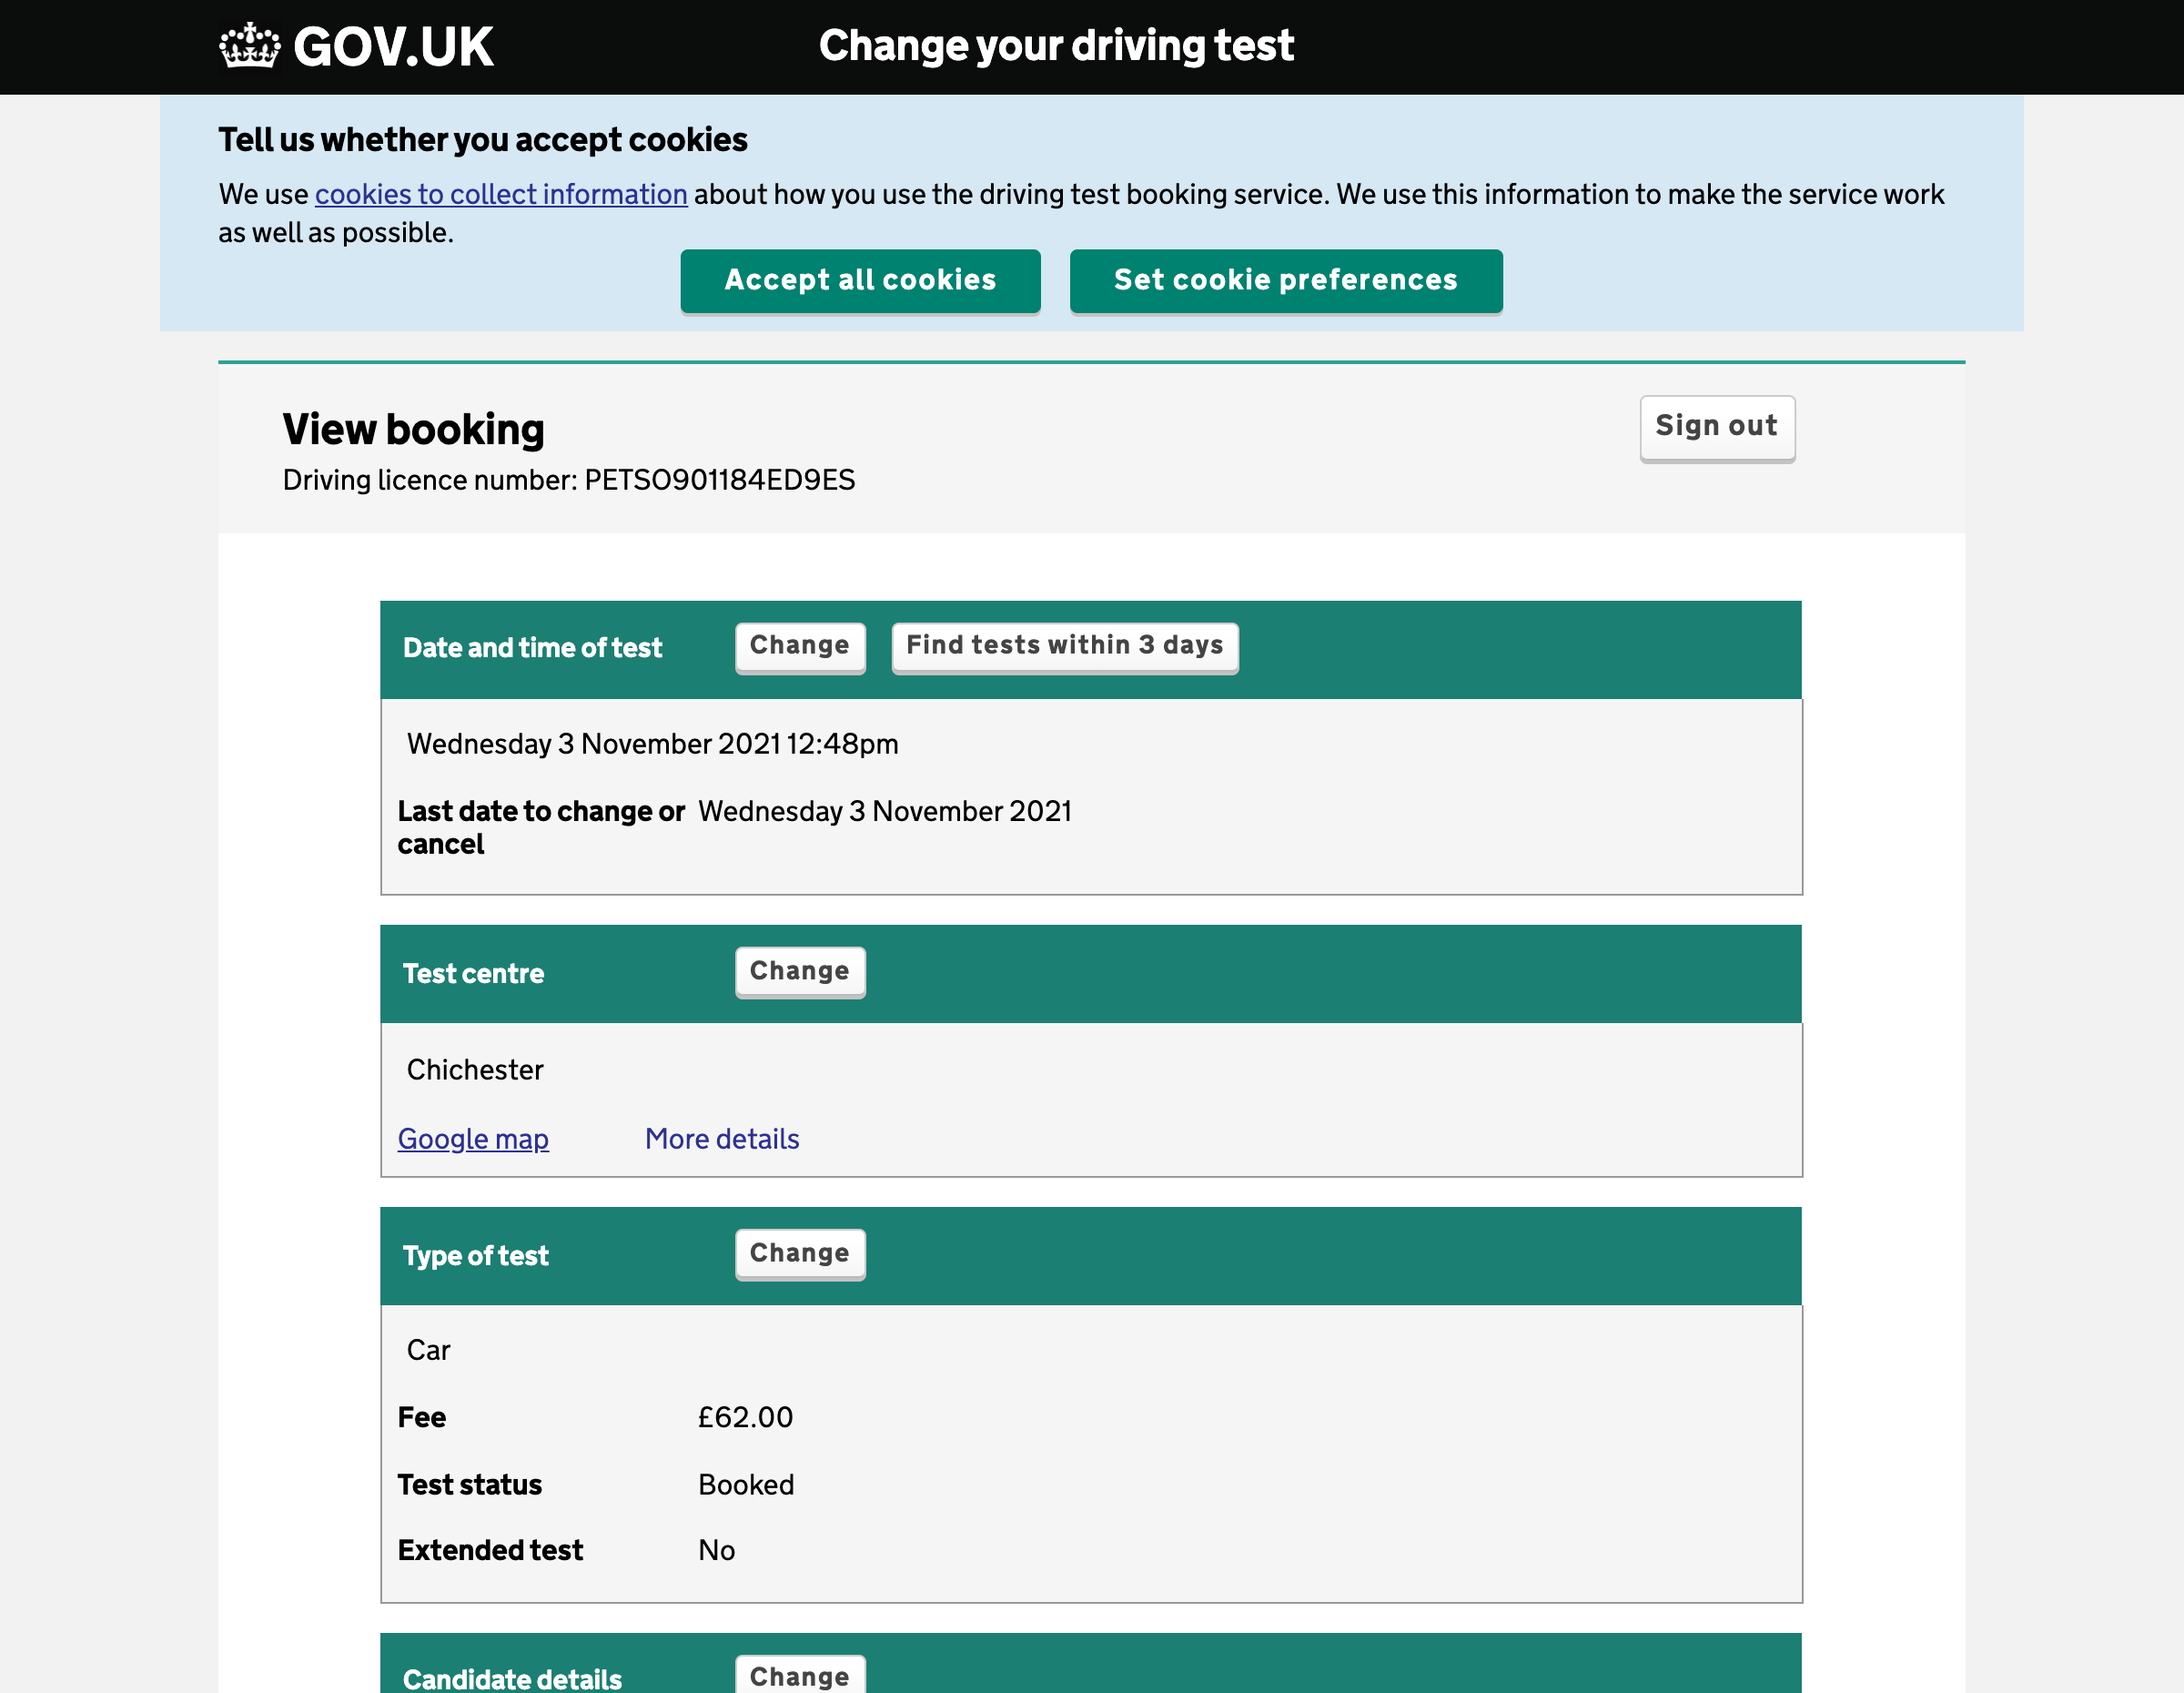 GOV.UK
Change your driving test
Tell us whether you accept cookies
We use cookies to collect information about how you use the driving test booking service. We use this information to make the service work
as well as possible.
Accept all cookies
Set cookie preferences
View booking
Sign out
Driving licence number: PETSO901184ED9ES
Date and time of test
Change
Find tests within 3 days
Wednesday 3 November 2021 12:48pm
Last date to change or Wednesday 3 November 2021
cancel
Test centre
Change
Chichester
Google map
More details
Type of test
Change
Car
Fee £62.00
Test status Booked
Extended test No
Candidate details
Change